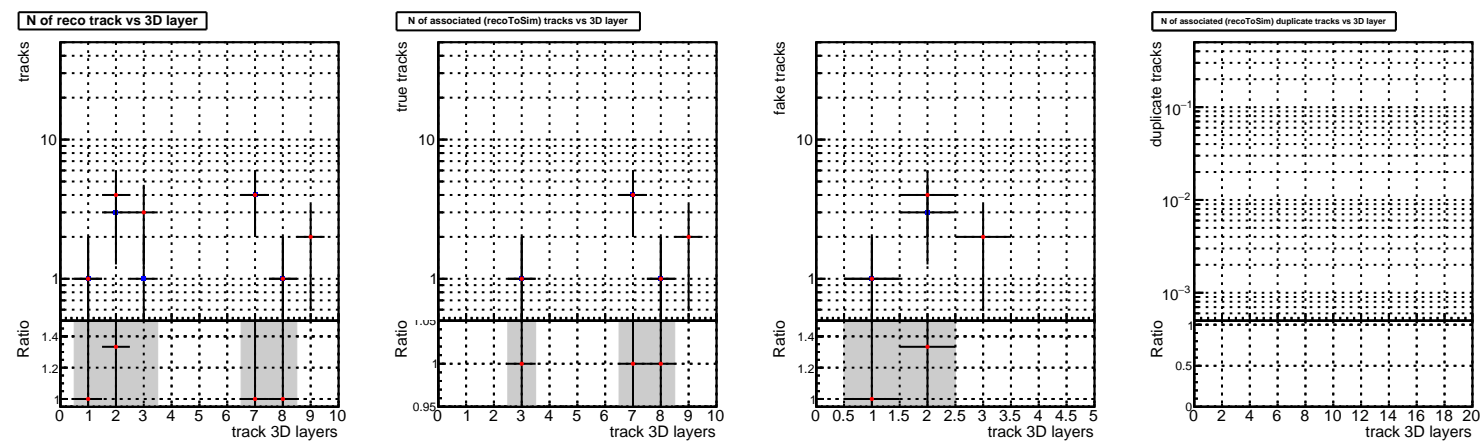 N of reco track vs 3D layer
tracks
10
1
Ratio
1.4
1.2
1
0 1 2 3 4 5 6 7 8 9 10
track 3D layers
N of associated (recoToSim) tracks vs 3D layer
true tracks
10
1
Ratio
1.05
1
0.95
0 1 2 3 4 5 6 7 8 9 10
track 3D layers
fake tracks
10
1
Ratio
1.4
1.2
1
0 0.5 1 1.5 2 2.5 3 3.5 4 4.5 5
track 3D layers
N of associated (recoToSim) duplicate tracks vs 3D layer
duplicate tracks
10⁻¹
10⁻²
10⁻³
Ratio
1
0.5
0
0 2 4 6 8 10 12 14 16 18 20
track 3D layers